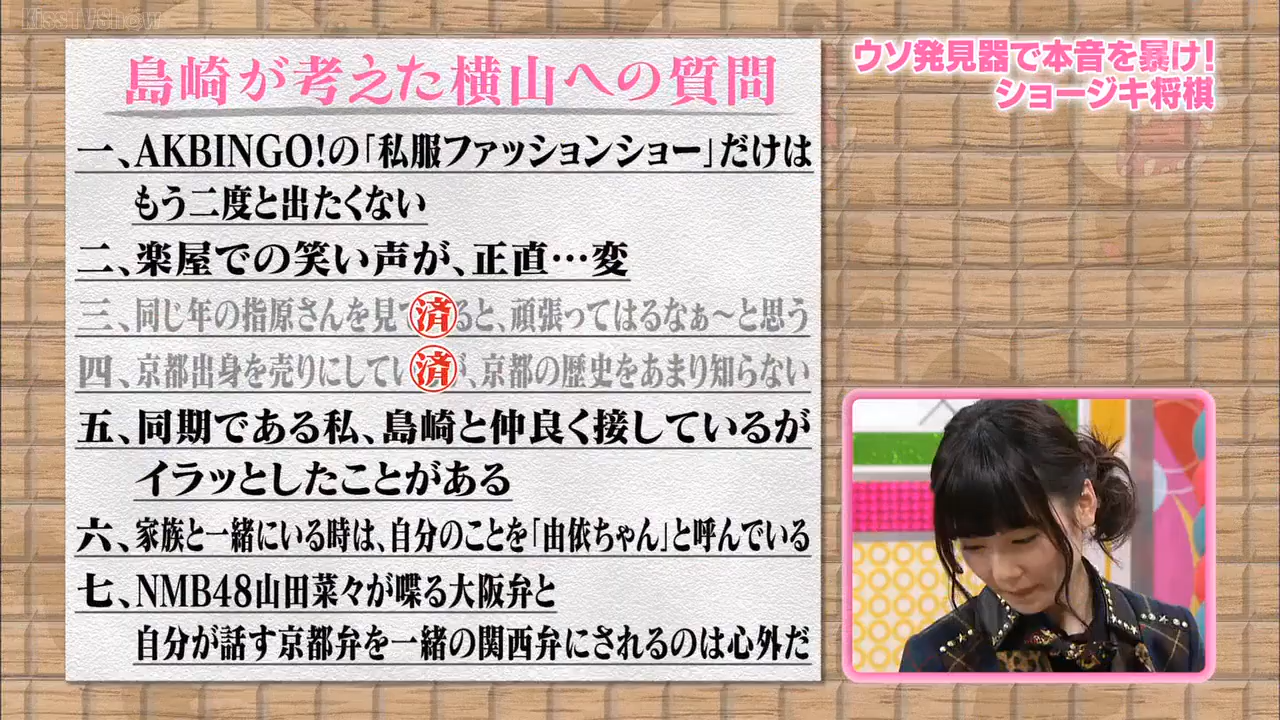 KissTVShow
ウソ発見器で本音を暴け!
ショージキ将棋
島崎が考えた横山への質問
一、AKBINGO!の「私服ファッションショー」だけは
もう二度と出たくない
二、楽屋での笑い声が、正直…変
三、同じ年の指原さんを見て済ると、頑張ってはるなぁ~と思う
四、京都出身を売りにしてい済が、京都の歴史をあまり知らない
五、同期である私、島崎と仲良く接しているが
イラッとしたことがある
六、家族と一緒にいる時は、自分のことを「由依ちゃん」と呼んでいる
七、NMB48山田菜々が喋る大阪弁と
自分が話す京都弁を一緒の関西弁にされるのは心外だ